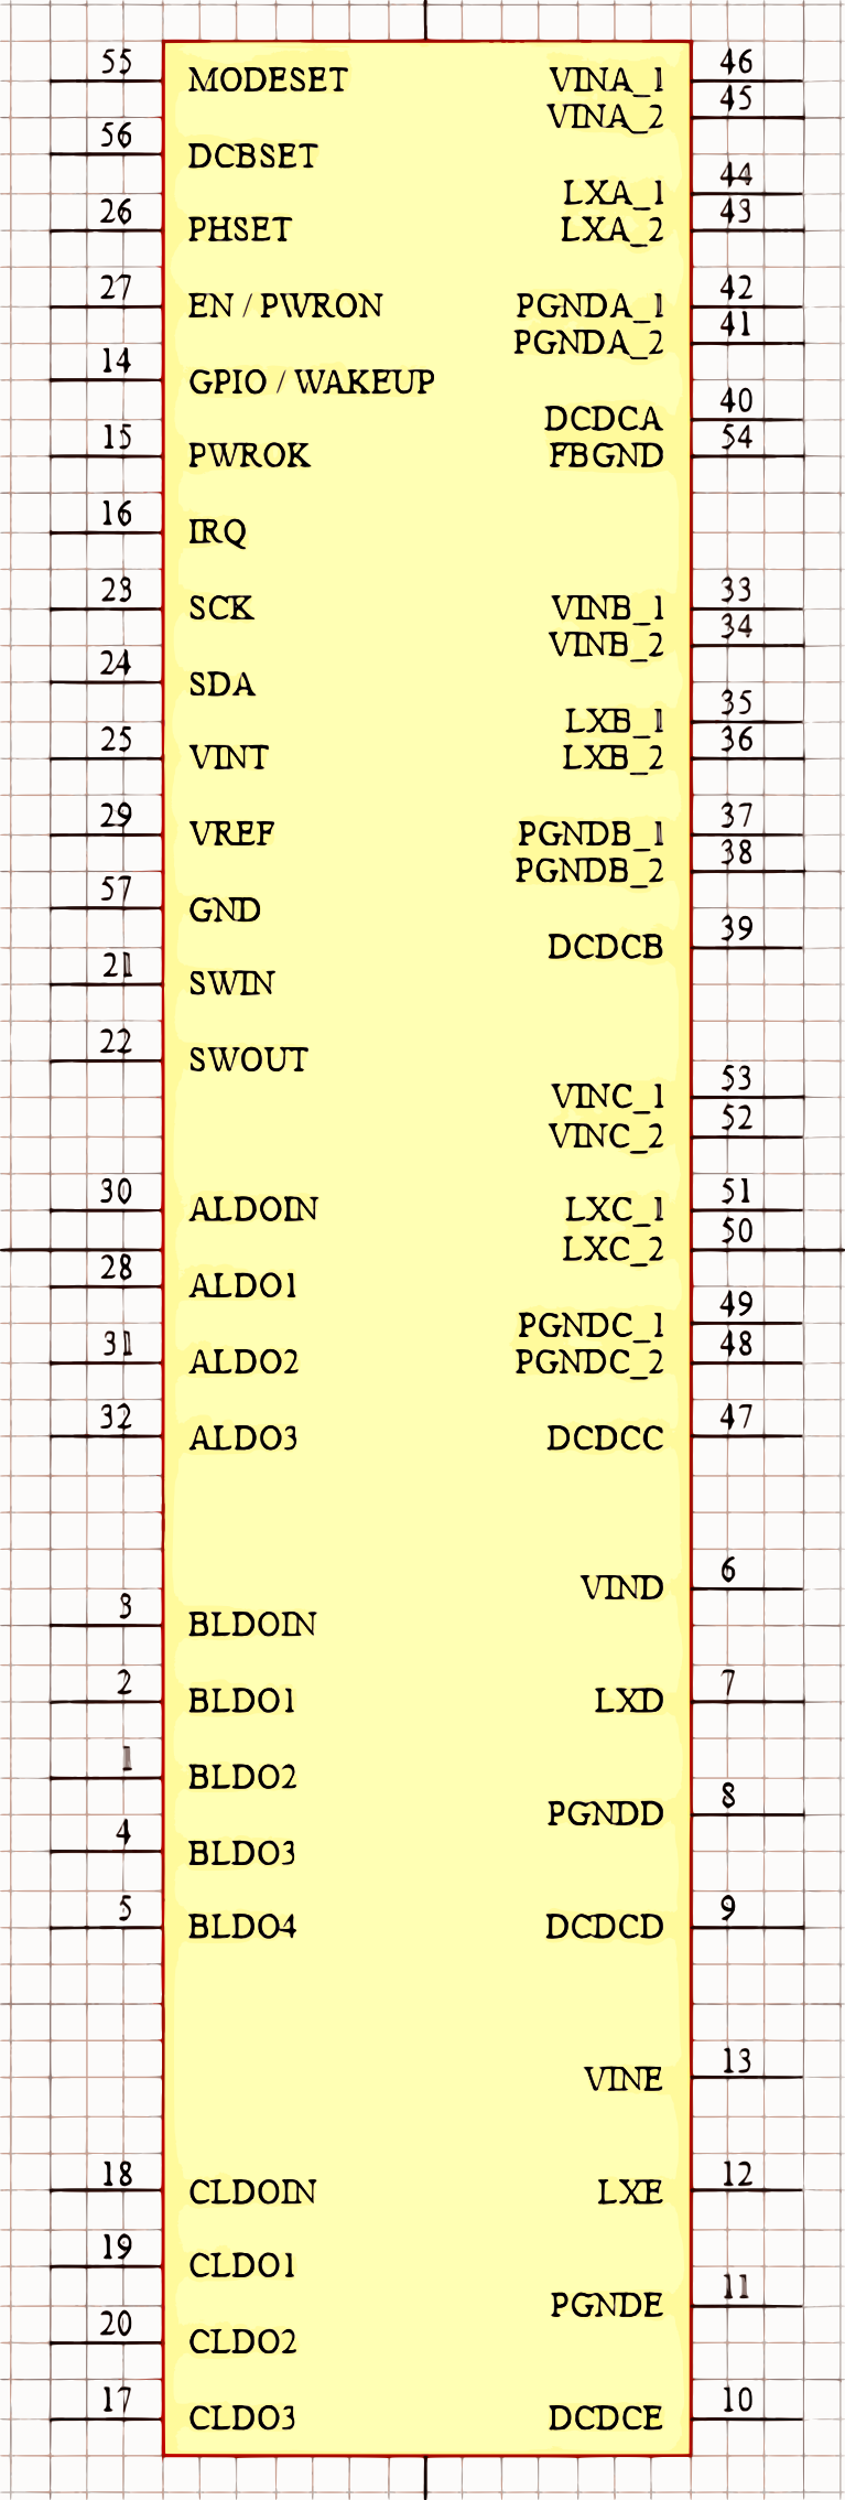 55 MODESET VINA_1 46
VINA_2 45
56 DCBSET
LXA_1 44
26 PHSET LXA_2 43
27 EN / PWRON PGNDA_1 42
PGNDA_2 41
14 GPIO / WAKEUP
DCDCA 40
15 PWROK FBGND 54
16 IRQ
23 SCK VINB_1 33
VINB_2 34
24 SDA
LXB_1 35
25 VINT LXB_2 36
29 VREF PGNDB_1 37
PGNDB_2 38
57 GND
DCDCB 39
21 SWIN
22 SWOUT
VINC_1 53
VINC_2 52
30 ALDOIN LXC_1 51
LXC_2 50
28 ALDO1
PGNDC_1 49
31 ALDO2 PGNDC_2 48
32 ALDO3 DCDCC 47
VIND 6
3 BLDOIN
2 BLDO1 LXD 7
1 BLDO2
PGNDD 8
4 BLDO3
5 BLDO4 DCDCD 9
VINE 13
18 CLDOIN LXE 12
19 CLDO1
PGNDE 11
20 CLDO2
17 CLDO3 DCDCE 10